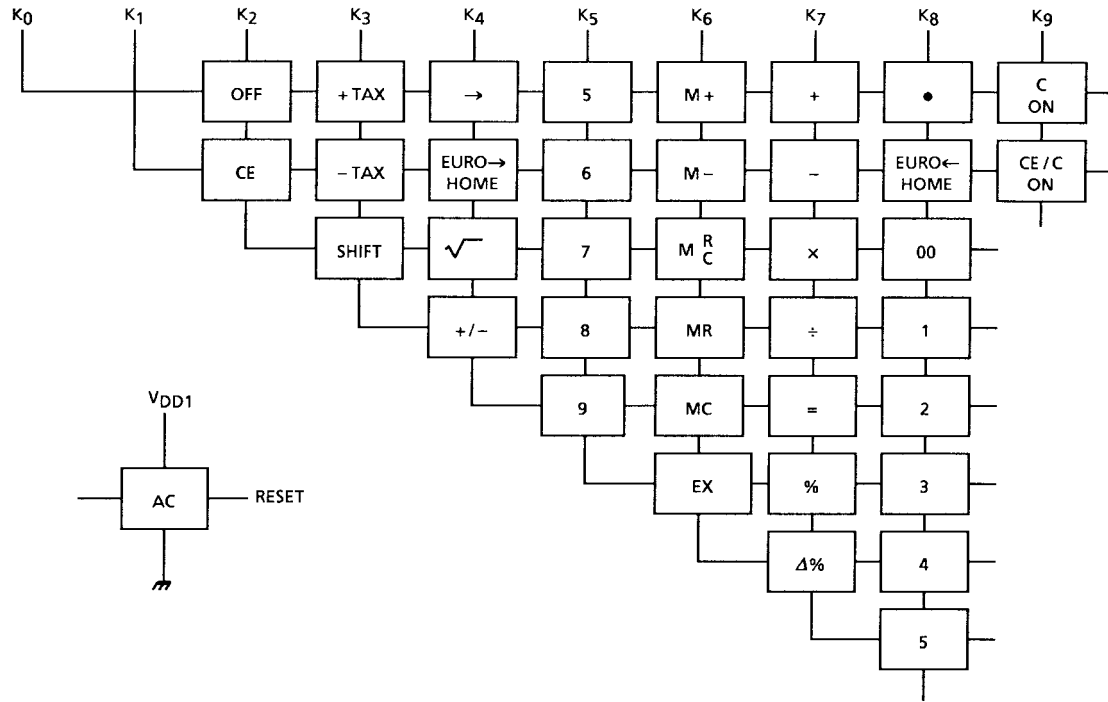 K0 K1 K2 K3 K4 K5 K6 K7 K8 K9
OFF +TAX → 5 M+ + • C
ON
CE −TAX EURO→
HOME 6 M− − EURO←
HOME CE/C
ON
SHIFT √ 7 M R
C × 00
+/− 8 MR ÷ 1
9 MC = 2
EX % 3
Δ% 4
5
VDD1
AC RESET